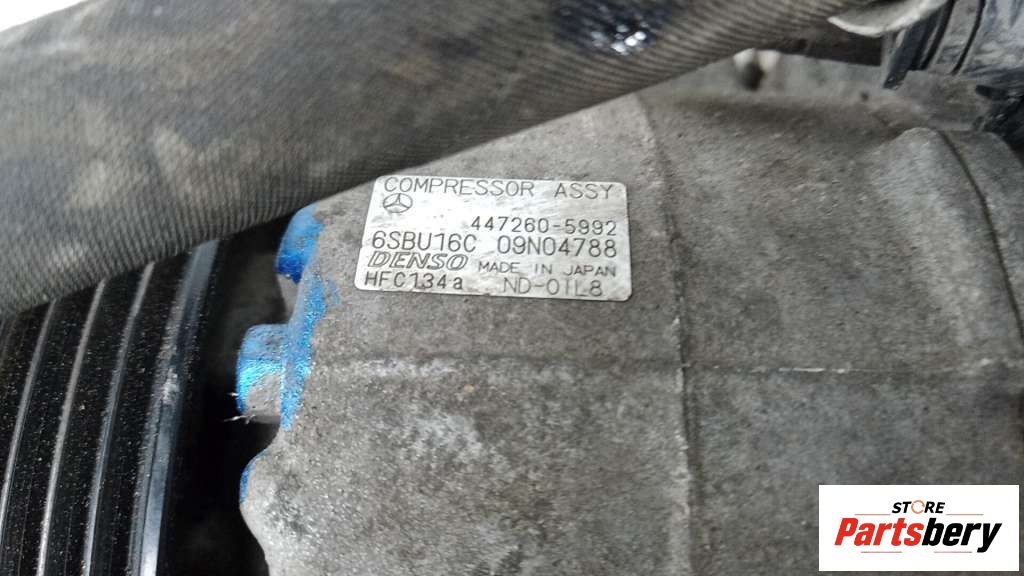 COMPRESSOR ASSY
447260-5992
6SBU16C 09N04788
DENSO MADE IN JAPAN
HFC134a ND-OIL8
STORE
Partsbery